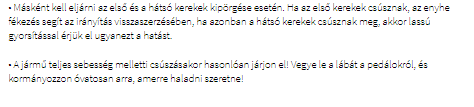 • Másként kell eljárni az első és a hátsó kerekek kipörgése esetén. Ha az első kerekek csúsznak, az enyhe
fékezés segít az irányítás visszaszerzésében, ha azonban a hátsó kerekek csúsznak meg, akkor lassú
gyorsítással érjük el ugyanezt a hatást.
• A jármű teljes sebesség melletti csúszásakor hasonlóan járjon el! Vegye le a lábát a pedálokról, és
kormányozzon óvatosan arra, amerre haladni szeretne!